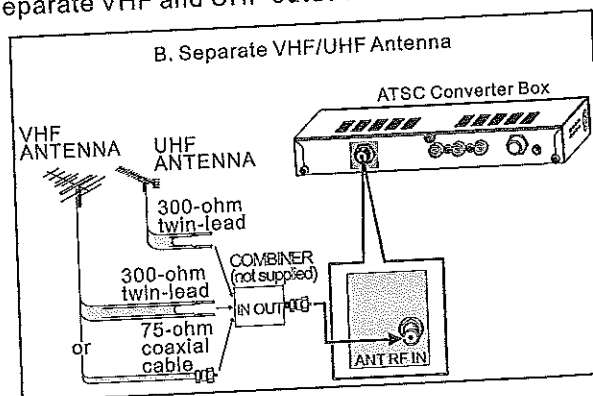 eparate VHF and UHF
B. Separate VHF/UHF Antenna
ATSC Converter Box
VHF
ANTENNA
UHF
ANTENNA
300-ohm
twin-lead
COMBINER
(not supplied)
300-ohm
twin-lead
IN OUT
75-ohm
or
coaxial
cable
ANT RF IN